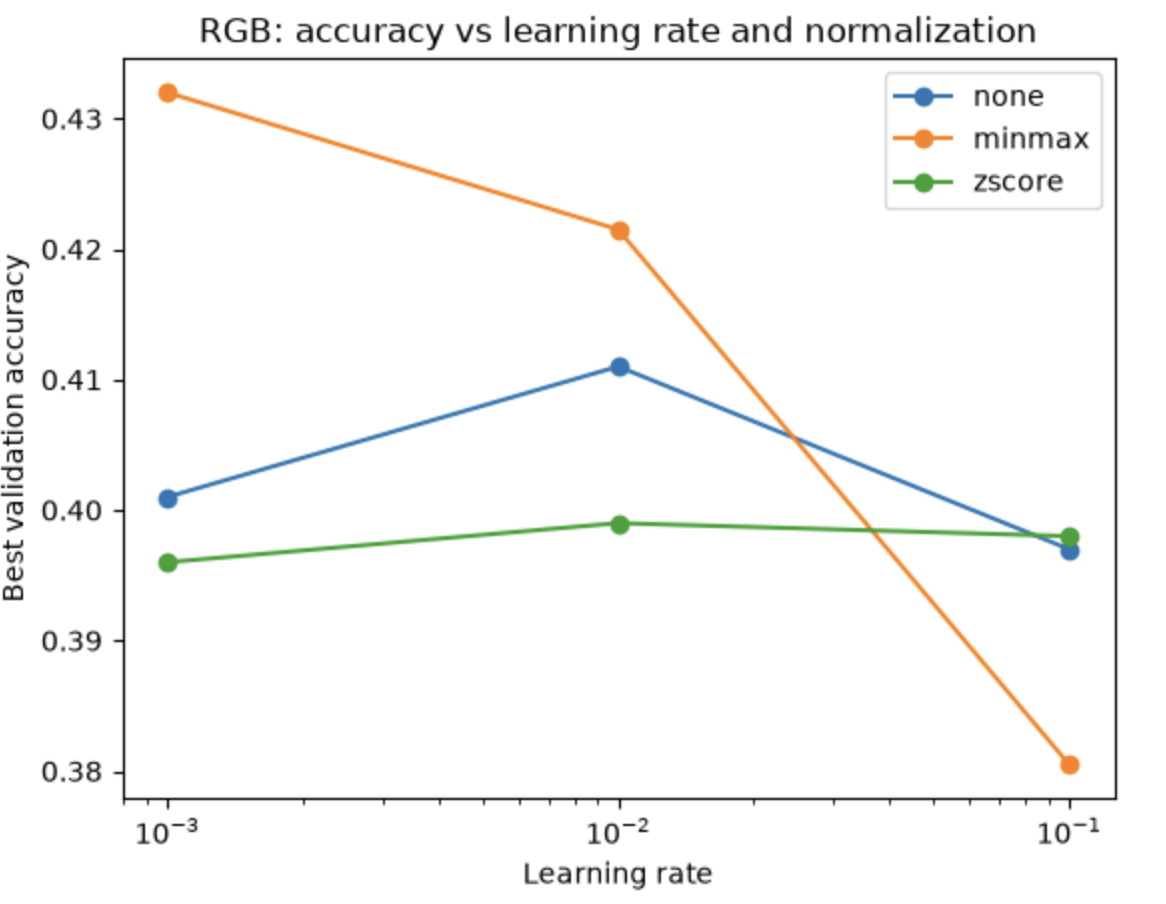 RGB: accuracy vs learning rate and normalization
none
minmax
zscore
Best validation accuracy
0.43
0.42
0.41
0.40
0.39
0.38
10⁻³ 10⁻² 10⁻¹
Learning rate